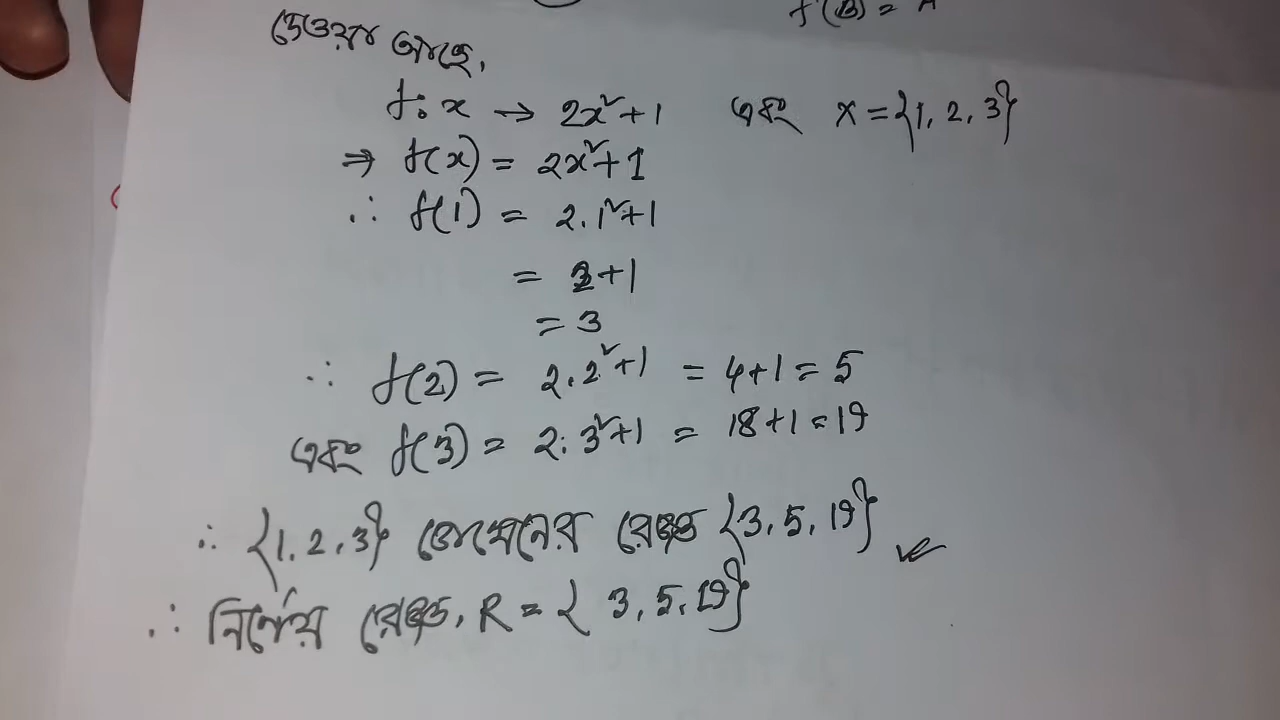 f(B) = A
দেওয়া আছে,
f: x → 2x²+1 এবং X = {1, 2, 3}
⇒ f(x) = 2x²+1
∴ f(1) = 2.1²+1
= 2+1
= 3
∴ f(2) = 2.2²+1 = 4+1 = 5
এবং f(3) = 2.3²+1 = 18+1 = 19
∴ {1, 2, 3} ডোমেনের রেঞ্জ {3, 5, 19}
∴ নির্ণেয় রেঞ্জ, R = {3, 5, 19}